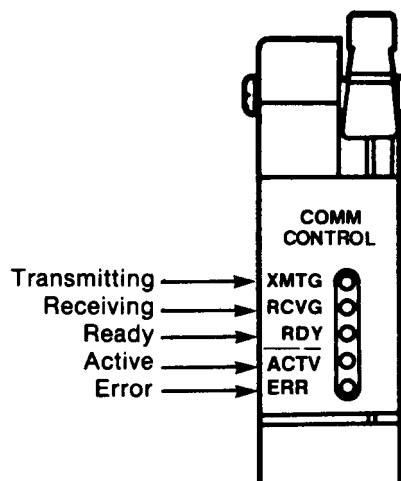 COMM
CONTROL
Transmitting XMTG
Receiving RCVG
Ready RDY
Active ACTV
Error ERR